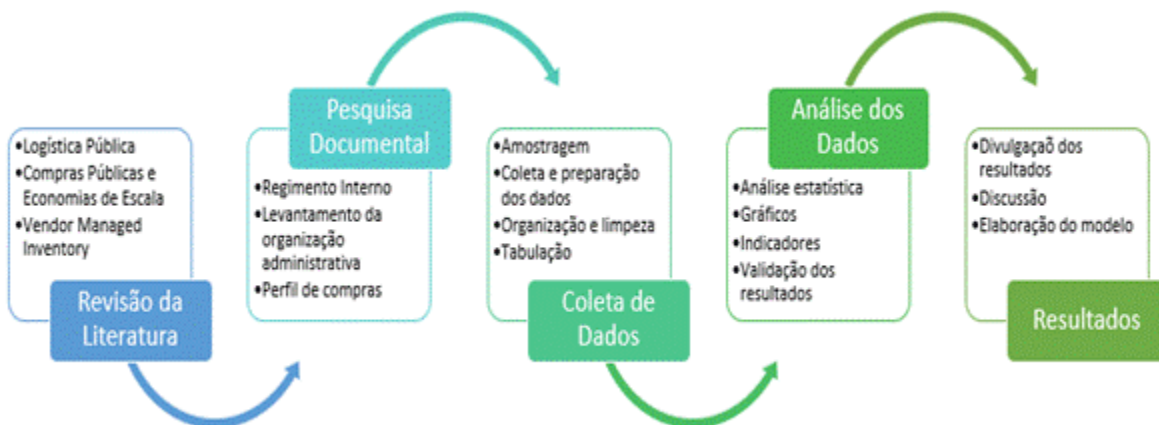 •Logística Pública
•Compras Públicas e
Economias de Escala
•Vendor Managed
Inventory
Revisão da
Literatura
Pesquisa
Documental
•Regimento Interno
•Levantamento da
organização
administrativa
•Perfil de compras
•Amostragem
•Coleta e preparação
dos dados
•Organização e limpeza
•Tabulação
Coleta de
Dados
Análise dos
Dados
•Análise estatística
•Gráficos
•Indicadores
•Validação dos
resultados
•Divulgaçaõ dos
resultados
•Discussão
•Elaboração do modelo
Resultados